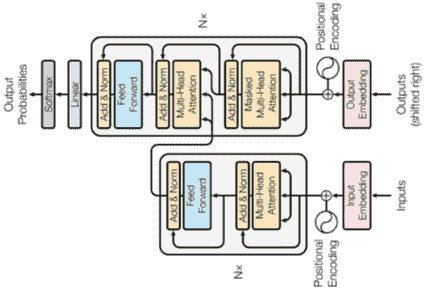 Output
Probabilities
Softmax
Linear
Add & Norm
Feed
Forward
Add & Norm
Multi-Head
Attention
Add & Norm
Masked
Multi-Head
Attention
N×
Positional
Encoding
Output
Embedding
Outputs
(shifted right)
Add & Norm
Feed
Forward
Add & Norm
Multi-Head
Attention
N×
Positional
Encoding
Input
Embedding
Inputs